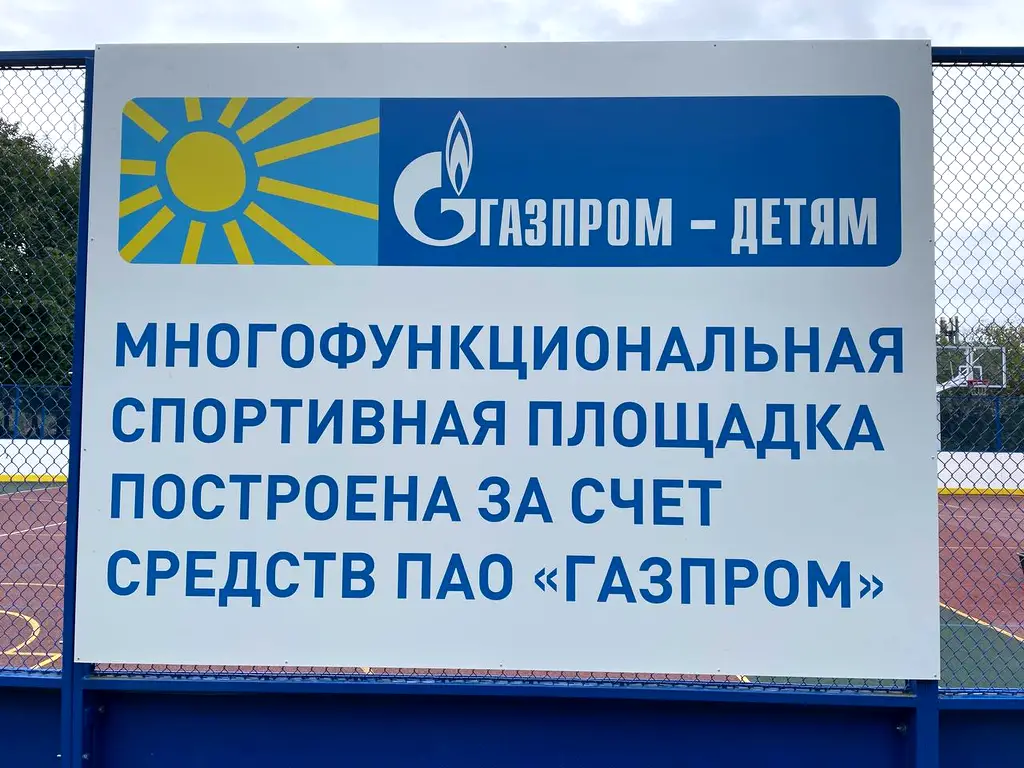 ГАЗПРОМ – ДЕТЯМ
МНОГОФУНКЦИОНАЛЬНАЯ
СПОРТИВНАЯ ПЛОЩАДКА
ПОСТРОЕНА ЗА СЧЕТ
СРЕДСТВ ПАО «ГАЗПРОМ»